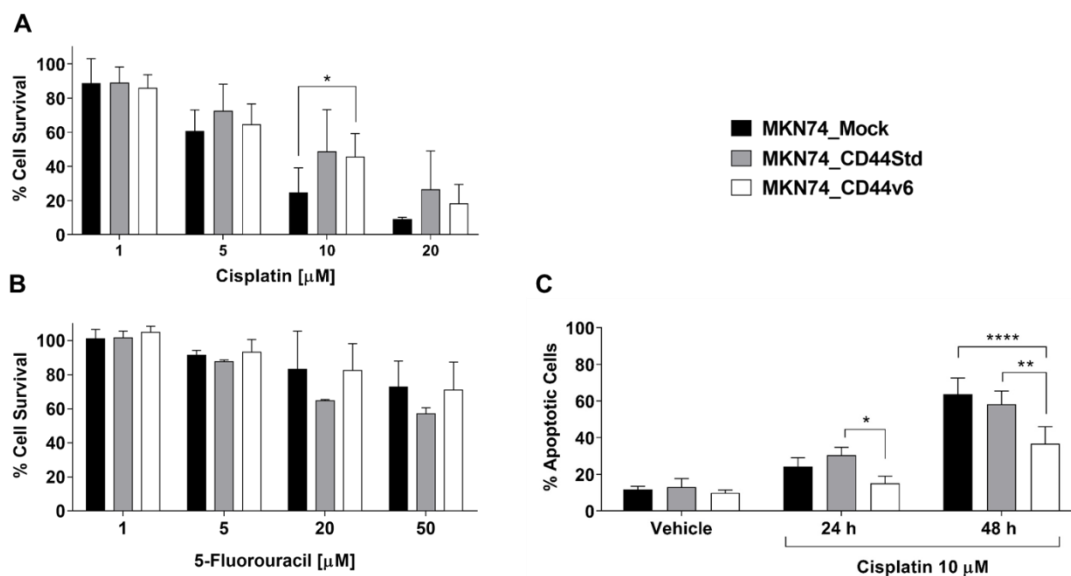 A
% Cell Survival
100
80
60
40
20
0
*
1 5 10 20
Cisplatin [μM]
MKN74_Mock
MKN74_CD44Std
MKN74_CD44v6
B
% Cell Survival
100
80
60
40
20
0
1 5 20 50
5-Fluorouracil [μM]
C
% Apoptotic Cells
100
80
60
40
20
0
****
**
*
Vehicle 24 h 48 h
Cisplatin 10 μM